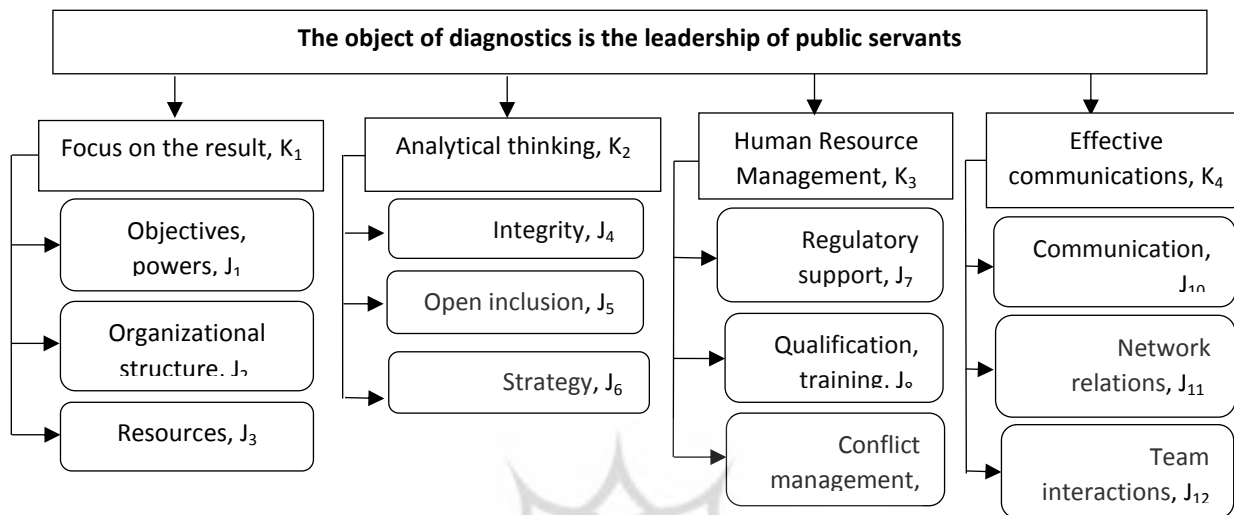 The object of diagnostics is the leadership of public servants
Focus on the result, K₁
Objectives,
powers, J₁
Organizational
structure, J₂
Resources, J₃
Analytical thinking, K₂
Integrity, J₄
Open inclusion, J₅
Strategy, J₆
Human Resource
Management, K₃
Regulatory
support, J₇
Qualification,
training, J₈
Conflict
management,
Effective
communications, K₄
Communication,
J₁₀
Network
relations, J₁₁
Team
interactions, J₁₂